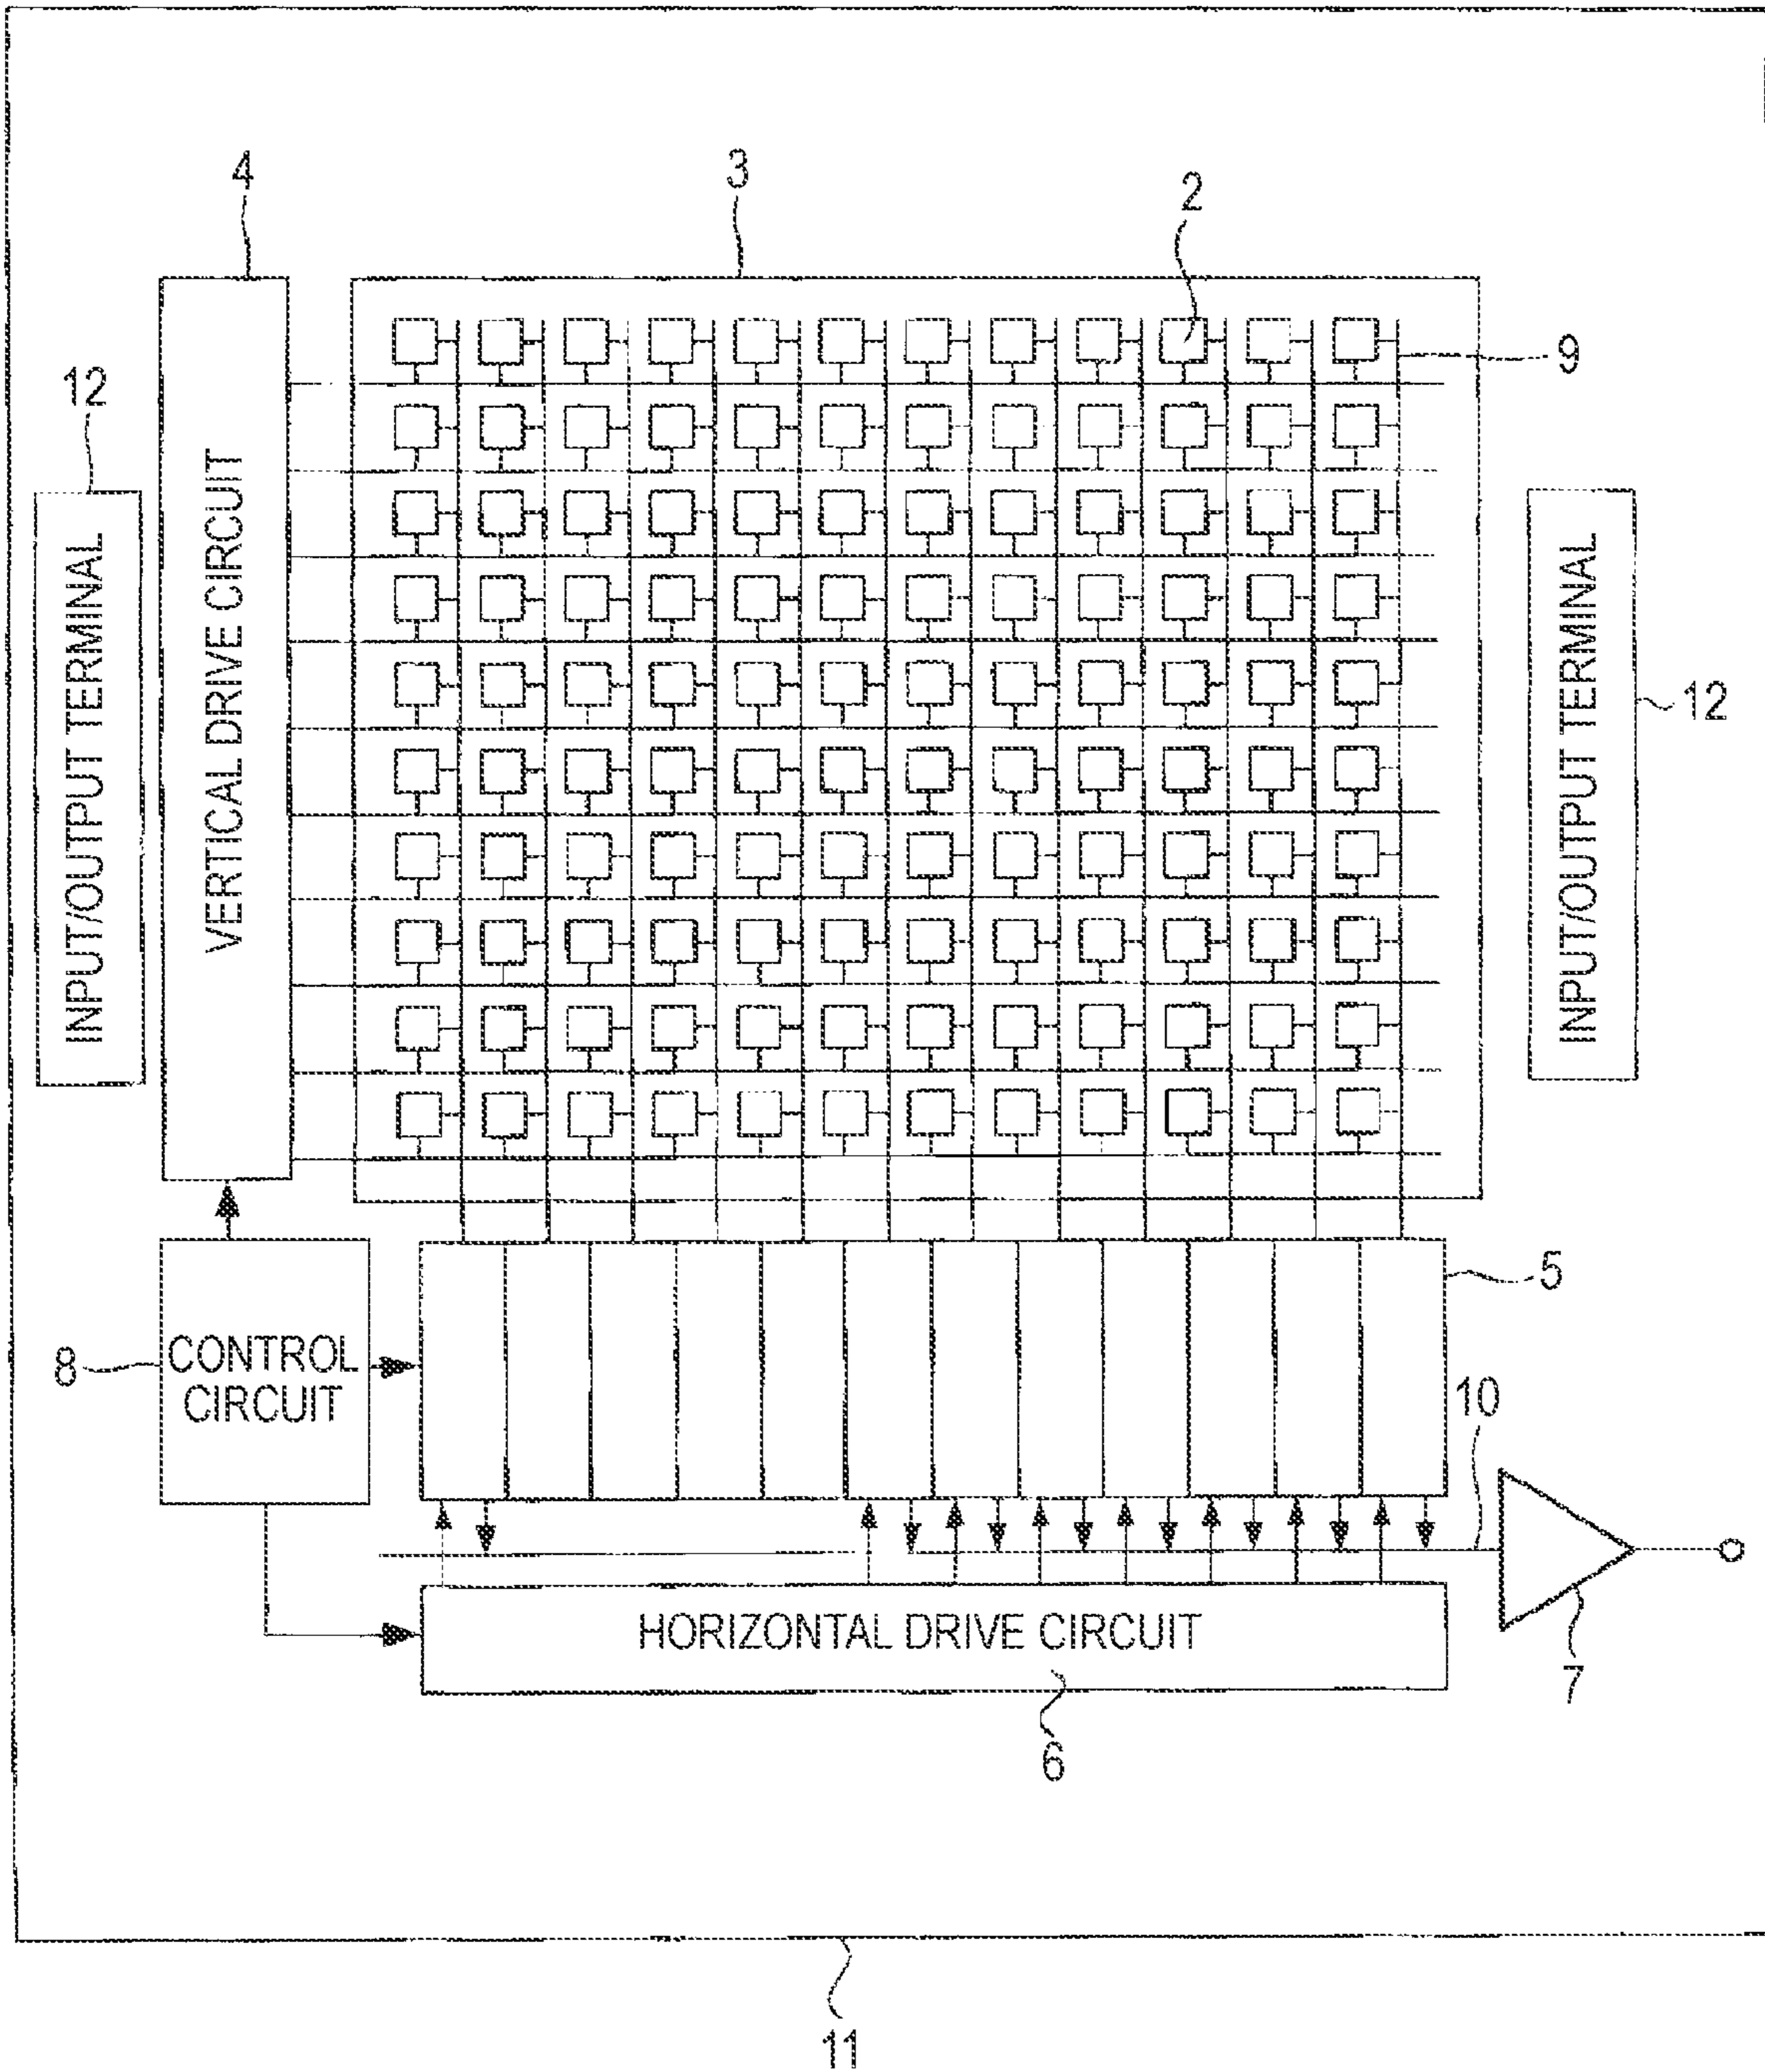 4
3
2
9
12
INPUT/OUTPUT TERMINAL
VERTICAL DRIVE CIRCUIT
INPUT/OUTPUT TERMINAL
12
5
8
CONTROL
CIRCUIT
10
HORIZONTAL DRIVE CIRCUIT
7
6
11